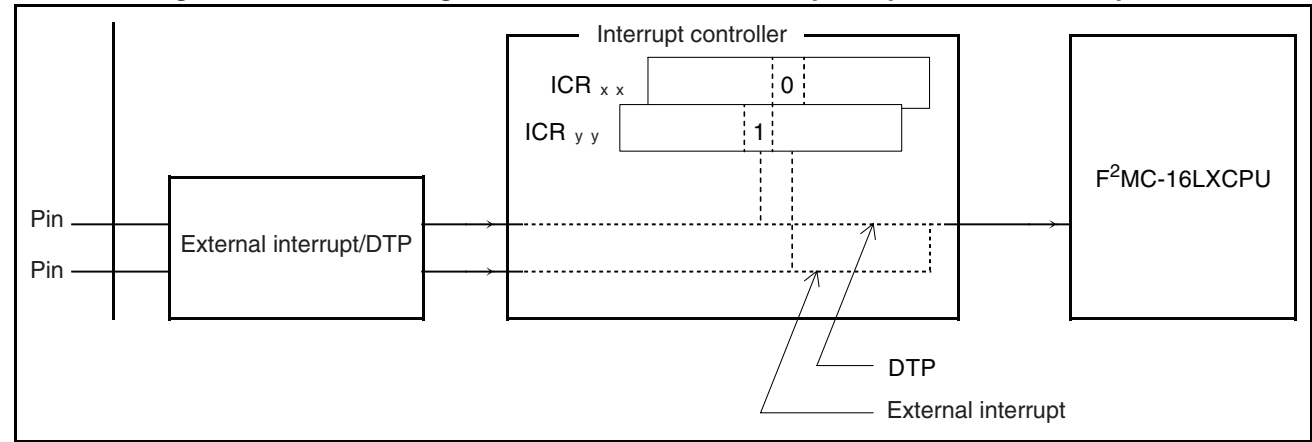 Interrupt controller
ICR x x
0
ICR y y
1
F²MC-16LXCPU
Pin
External interrupt/DTP
Pin
DTP
External interrupt